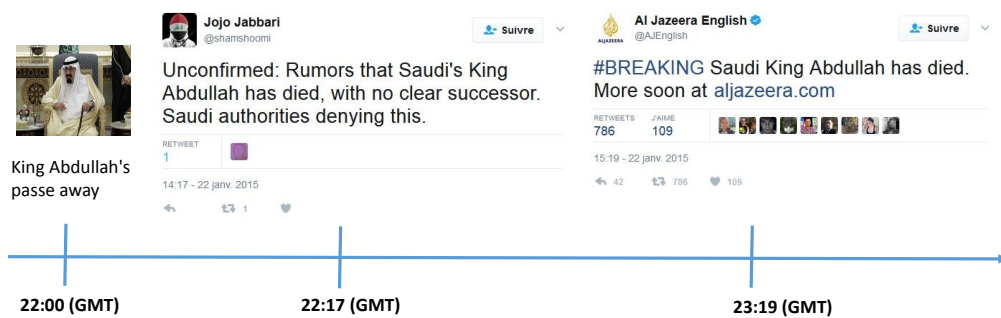 King Abdullah's
passe away
Jojo Jabbari
@shamshoomi
Suivre
Unconfirmed: Rumors that Saudi's King
Abdullah has died, with no clear successor.
Saudi authorities denying this.
RETWEET
1
14:17 - 22 janv. 2015
1
ALJAZEERA
Al Jazeera English
@AJEnglish
Suivre
#BREAKING Saudi King Abdullah has died.
More soon at aljazeera.com
RETWEETS J'AIME
786 109
15:19 - 22 janv. 2015
42 786 109
22:00 (GMT) 22:17 (GMT) 23:19 (GMT)